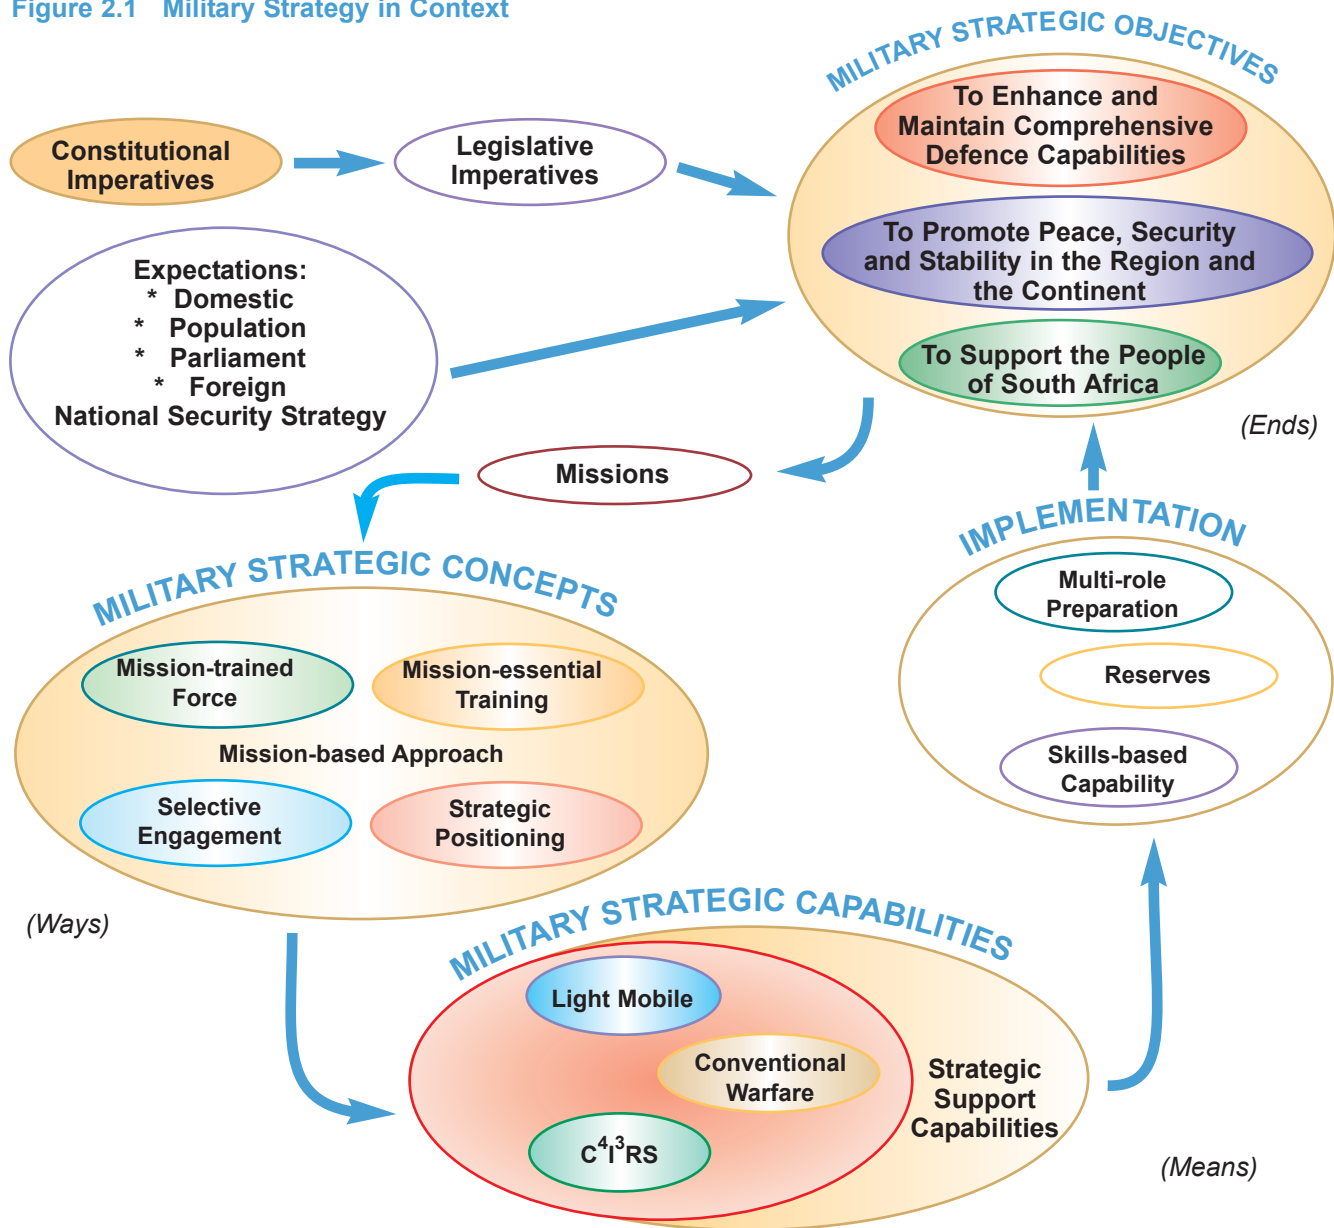 Figure 2.1 Military Strategy in Context
MILITARY STRATEGIC OBJECTIVES
To Enhance and
Maintain Comprehensive
Defence Capabilities
To Promote Peace, Security
and Stability in the Region and
the Continent
To Support the People
of South Africa
(Ends)
Constitutional
Imperatives
Legislative
Imperatives
Expectations:
* Domestic
* Population
* Parliament
* Foreign
National Security Strategy
Missions
MILITARY STRATEGIC CONCEPTS
Mission-trained
Force
Mission-essential
Training
Mission-based Approach
Selective
Engagement
Strategic
Positioning
(Ways)
MILITARY STRATEGIC CAPABILITIES
Light Mobile
Conventional
Warfare
C⁴I³RS
Strategic
Support
Capabilities
(Means)
IMPLEMENTATION
Multi-role
Preparation
Reserves
Skills-based
Capability